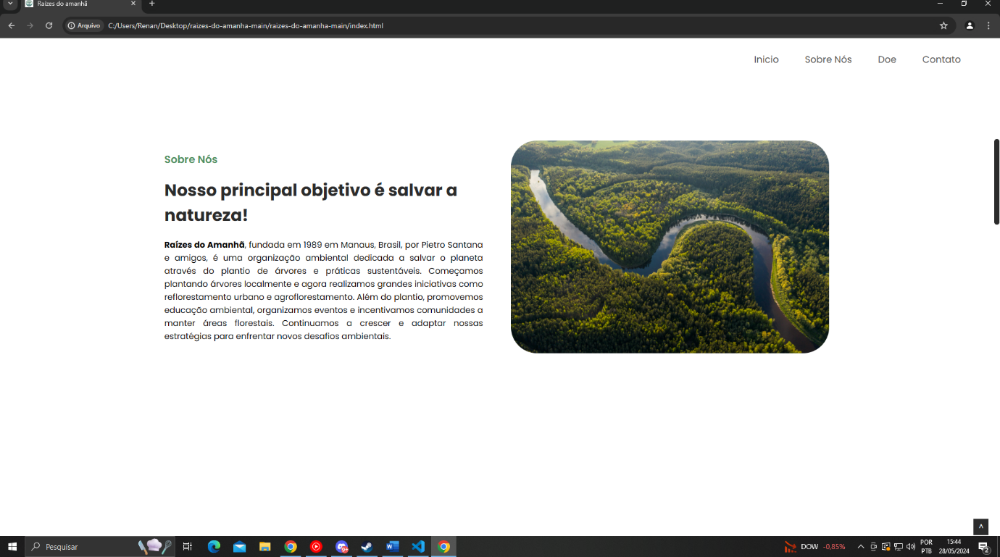 Raízes do amanhã
Arquivo C:/Users/Renan/Desktop/raizes-do-amanha-main/raizes-do-amanha-main/index.html
Inicio Sobre Nós Doe Contato
Sobre Nós
Nosso principal objetivo é salvar a
natureza!
Raízes do Amanhã, fundada em 1989 em Manaus, Brasil, por Pietro Santana
e amigos, é uma organização ambiental dedicada a salvar o planeta
através do plantio de árvores e práticas sustentáveis. Começamos
plantando árvores localmente e agora realizamos grandes iniciativas como
reflorestamento urbano e agroflorestamento. Além do plantio, promovemos
educação ambiental, organizamos eventos e incentivamos comunidades a
manter áreas florestais. Continuamos a crescer e adaptar nossas
estratégias para enfrentar novos desafios ambientais.
Pesquisar
DOW -0,85%
POR
PTB
15:44
28/05/2024
2